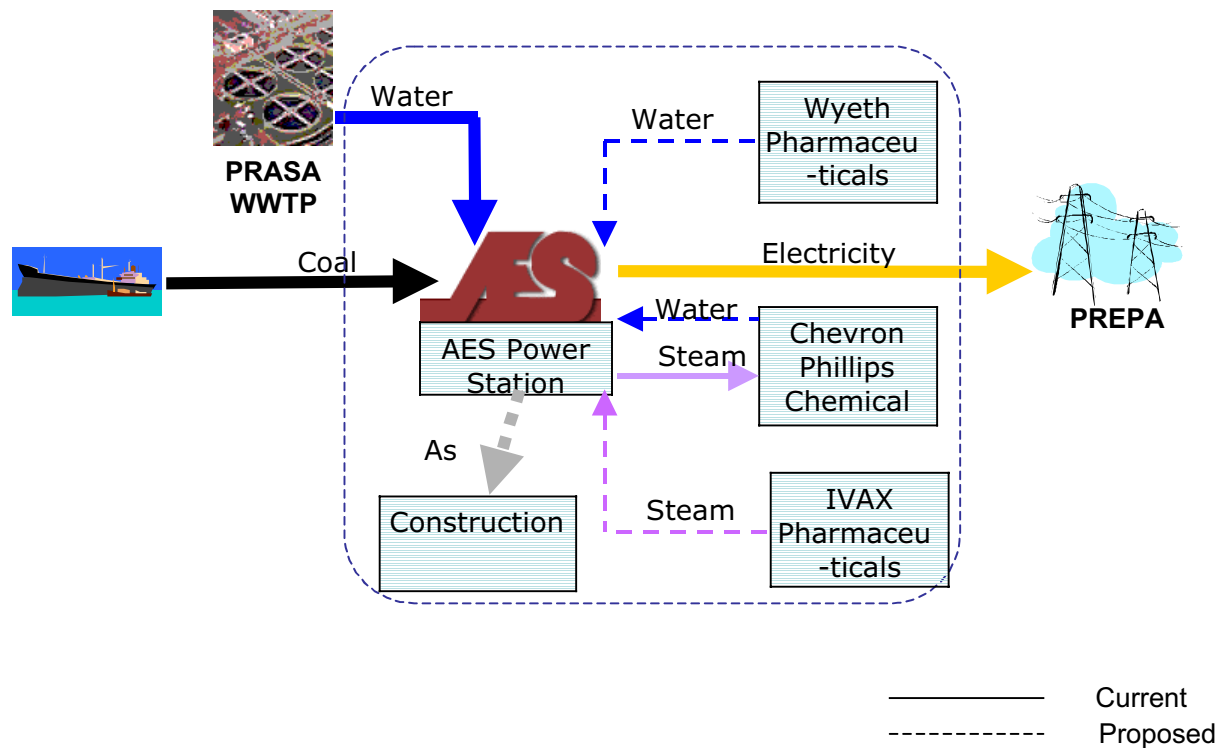 Water
PRASA
WWTP
Water
Wyeth
Pharmaceu
-ticals
Coal
AES
Electricity
PREPA
Water
AES Power
Station
Steam
Chevron
Phillips
Chemical
As
Construction
Steam
IVAX
Pharmaceu
-ticals
Current
Proposed